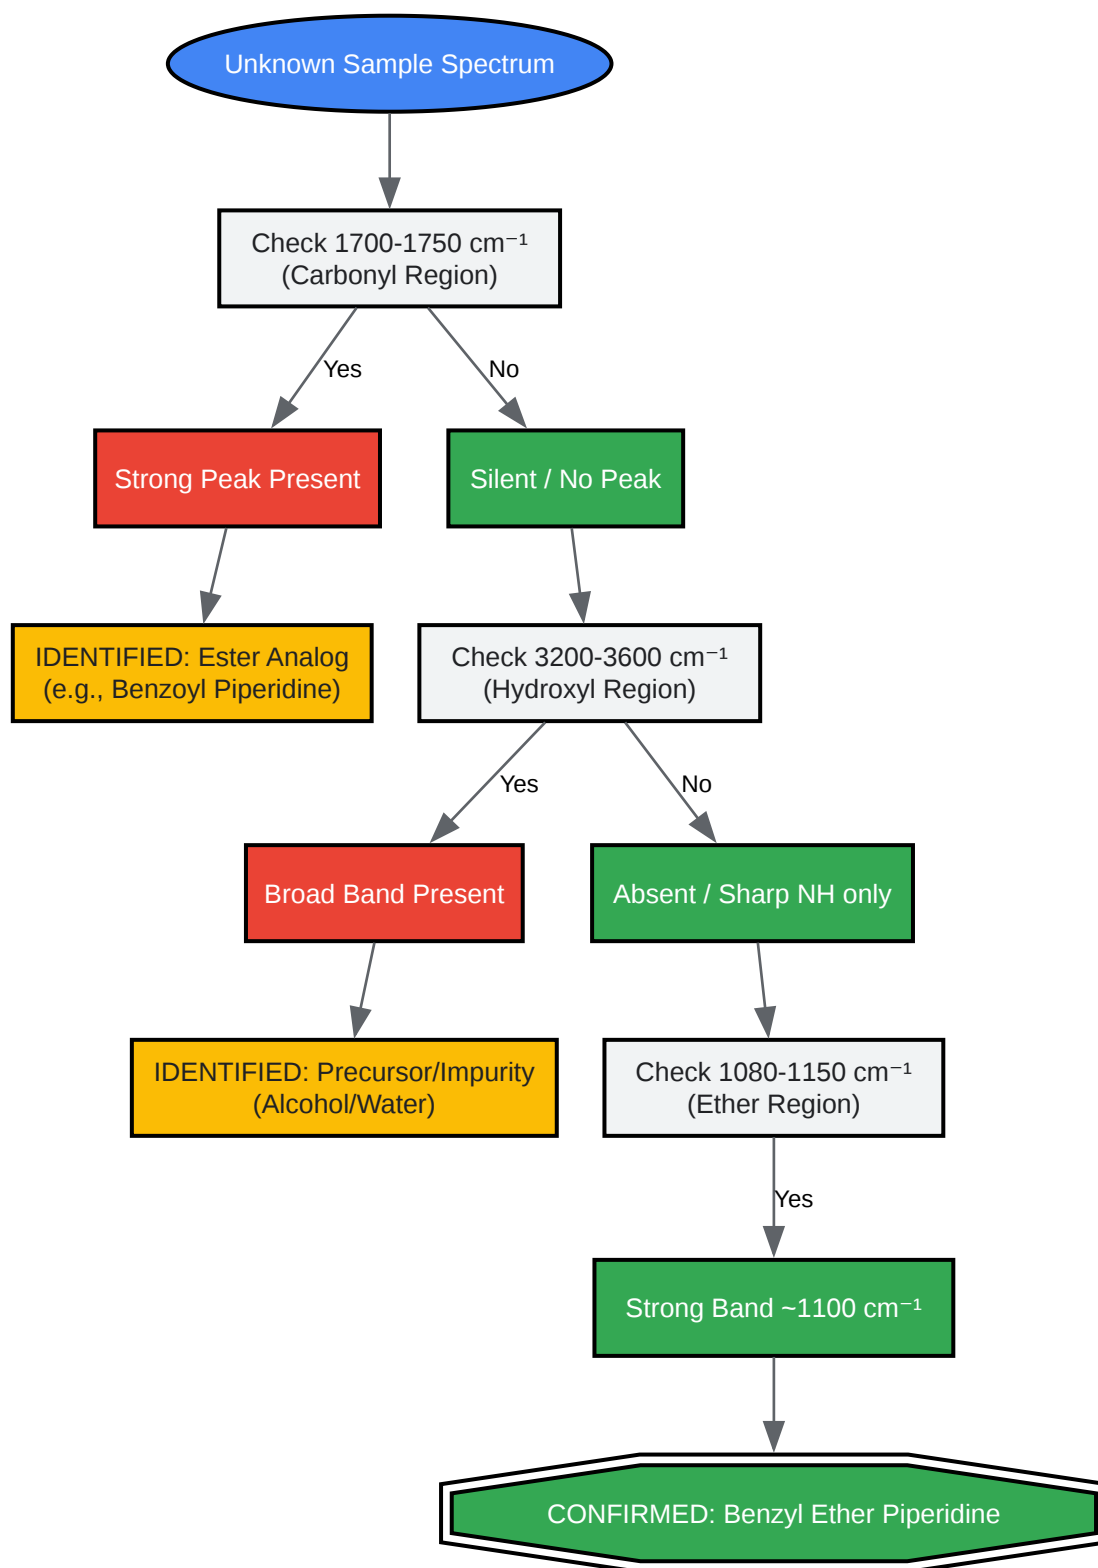 Unknown Sample Spectrum
Check 1700-1750 cm⁻¹
(Carbonyl Region)
Yes
No
Strong Peak Present
Silent / No Peak
IDENTIFIED: Ester Analog
(e.g., Benzoyl Piperidine)
Check 3200-3600 cm⁻¹
(Hydroxyl Region)
Yes
No
Broad Band Present
Absent / Sharp NH only
IDENTIFIED: Precursor/Impurity
(Alcohol/Water)
Check 1080-1150 cm⁻¹
(Ether Region)
Yes
Strong Band ~1100 cm⁻¹
CONFIRMED: Benzyl Ether Piperidine